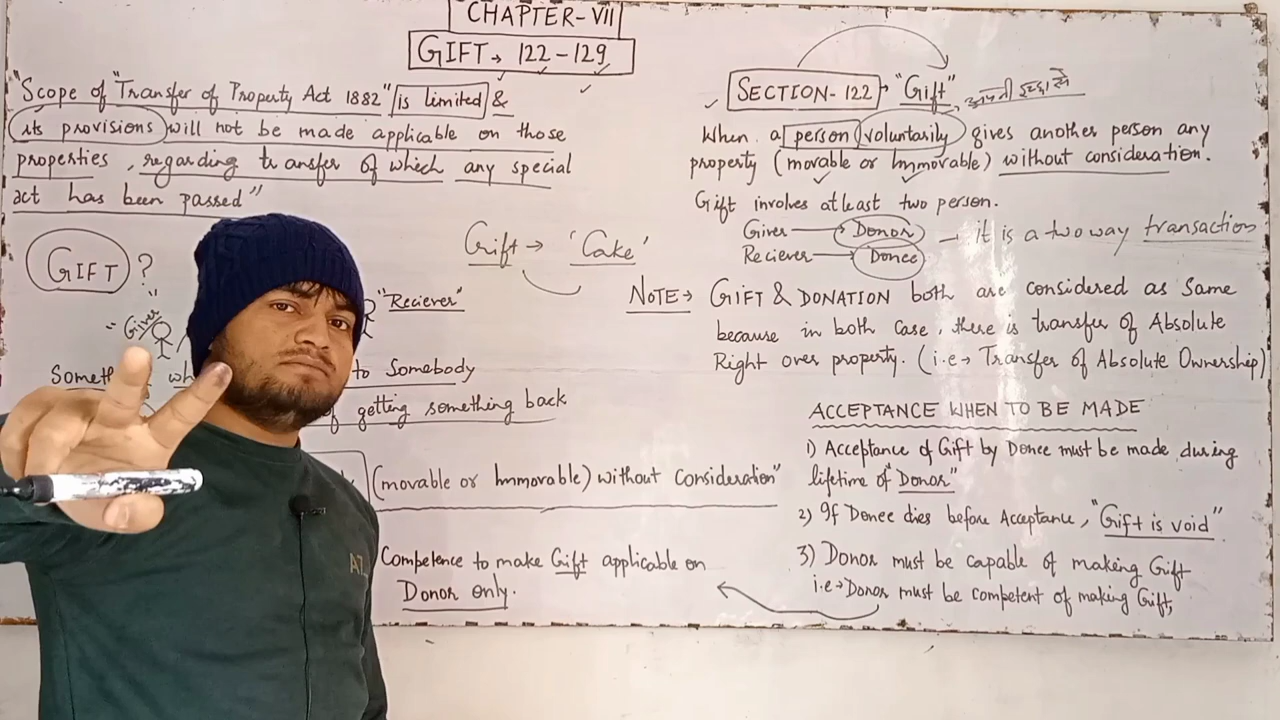 CHAPTER-VII
GIFT→ 122-129
"Scope of "Transfer of Property Act 1882" is limited &
its provisions will not be made applicable on those
properties, regarding transfer of which any special
act has been passed"
GIFT ?
"Giver"
"Reciever"
Gift → 'Cake'
to Somebody
getting something back
(movable or Immovable) without Consideration"
Competence to make Gift applicable on
Donor only.
SECTION-122 → "Gift"
When a person voluntarily gives another person any
property (movable or Immovable) without consideration.
Gift involves atleast two person.
Giver → Donor — it is a two way transaction
Reciever → Donee
NOTE→ GIFT & DONATION both are considered as Same
because in both Case, there is transfer of Absolute
Right over property. (i.e→ Transfer of Absolute Ownership)
ACCEPTANCE WHEN TO BE MADE
1) Acceptance of Gift by Donee must be made during
lifetime of "Donor"
2) If Donee dies before Acceptance, "Gift is void"
3) Donor must be capable of making Gift
i.e→Donor must be competent of making Gift,
A7